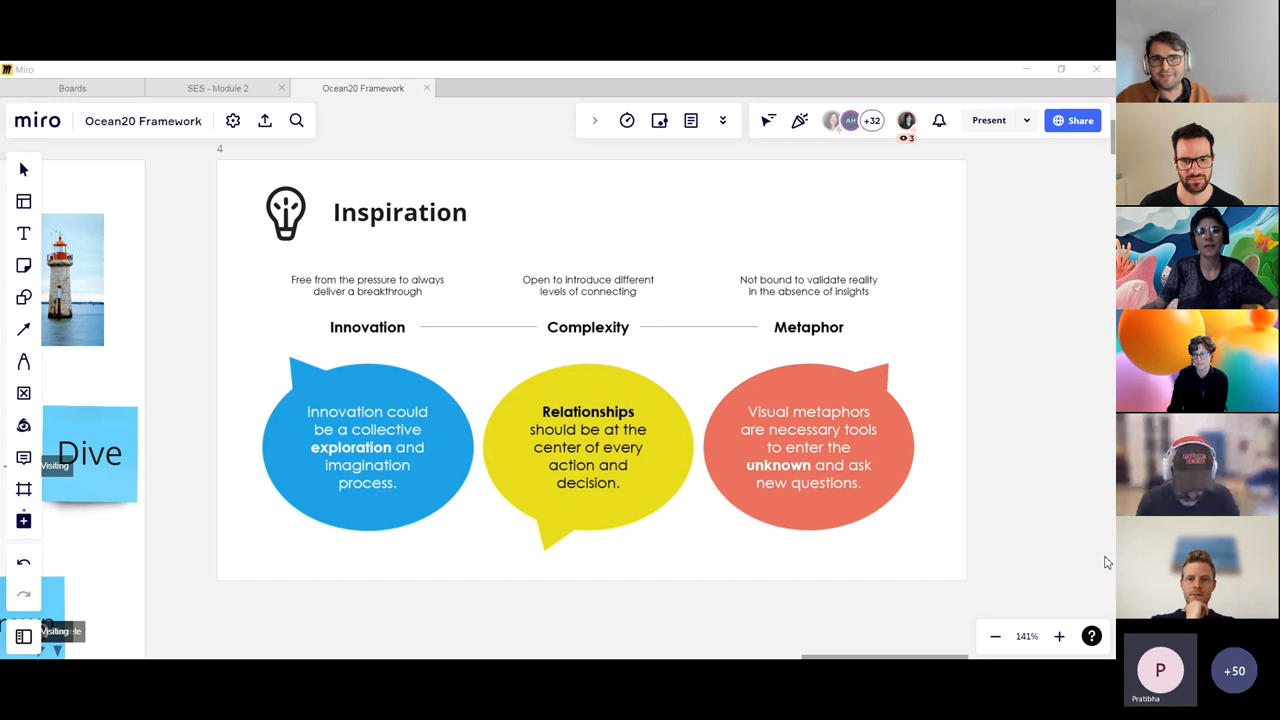 Miro
Boards
SES - Module 2
Ocean20 Framework
miro
Ocean20 Framework
AH
+32
3
Present
Share
4
Inspiration
Free from the pressure to always
deliver a breakthrough
Open to introduce different
levels of connecting
Not bound to validate reality
in the absence of insights
Innovation
Complexity
Metaphor
Innovation could
be a collective
exploration and
imagination
process.
Relationships
should be at the
center of every
action and
decision.
Visual metaphors
are necessary tools
to enter the
unknown and ask
new questions.
Dive
Visiting
Visiting
141%
P
Pratibha
+50